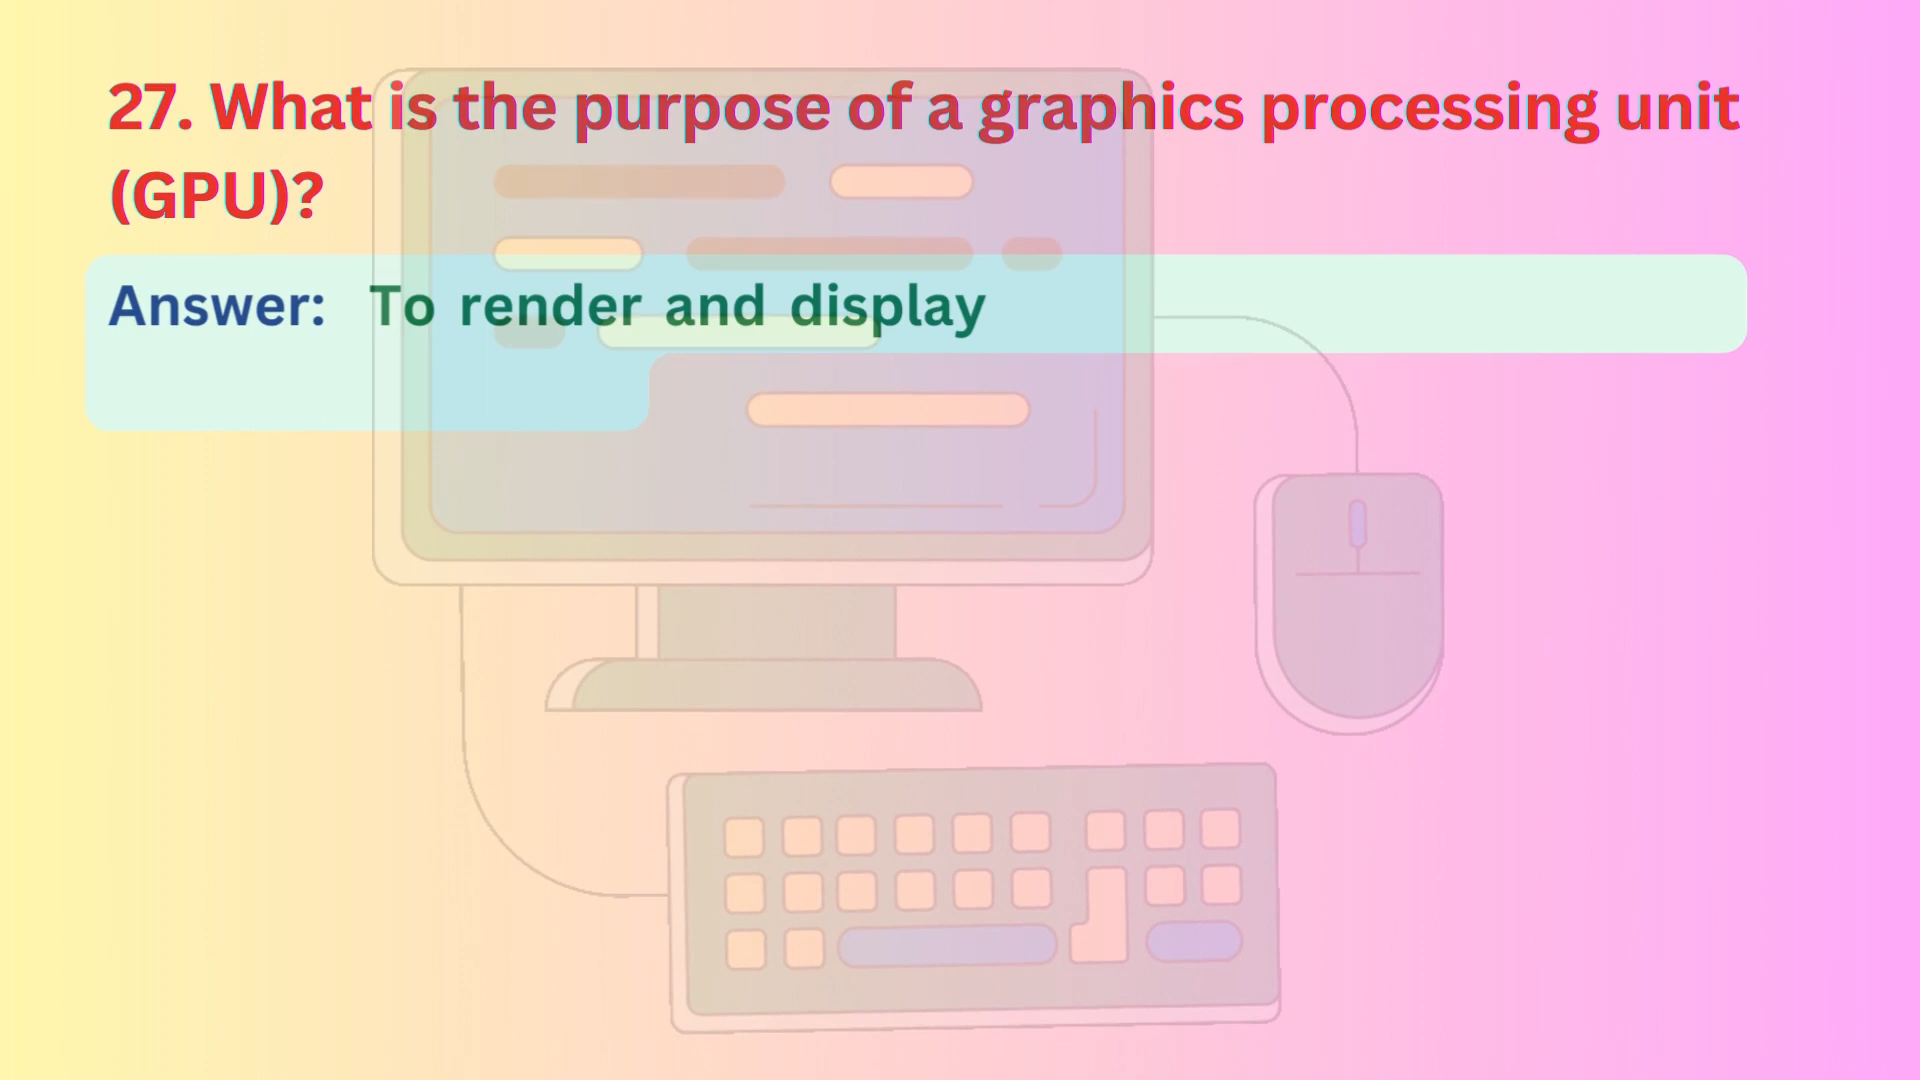 27. What is the purpose of a graphics processing unit
(GPU)?
Answer: To render and display